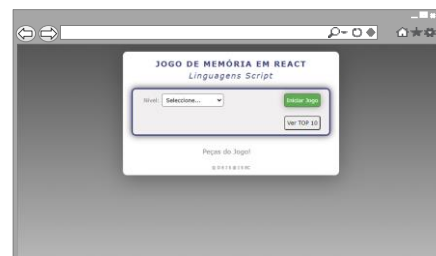 JOGO DE MEMÓRIA EM REACT
Linguagens Script
Nível: Seleccione... Iniciar Jogo
Ver TOP 10
Peças do Jogo!